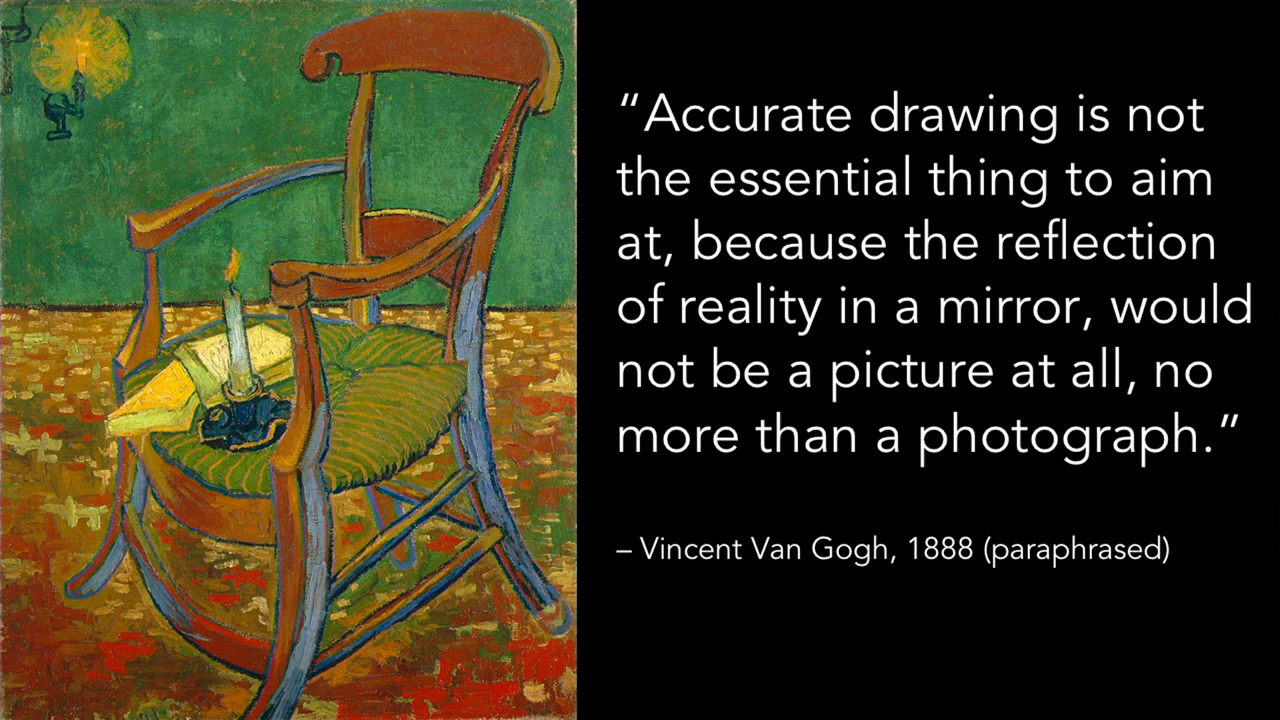 “Accurate drawing is not
the essential thing to aim
at, because the reflection
of reality in a mirror, would
not be a picture at all, no
more than a photograph.”
– Vincent Van Gogh, 1888 (paraphrased)